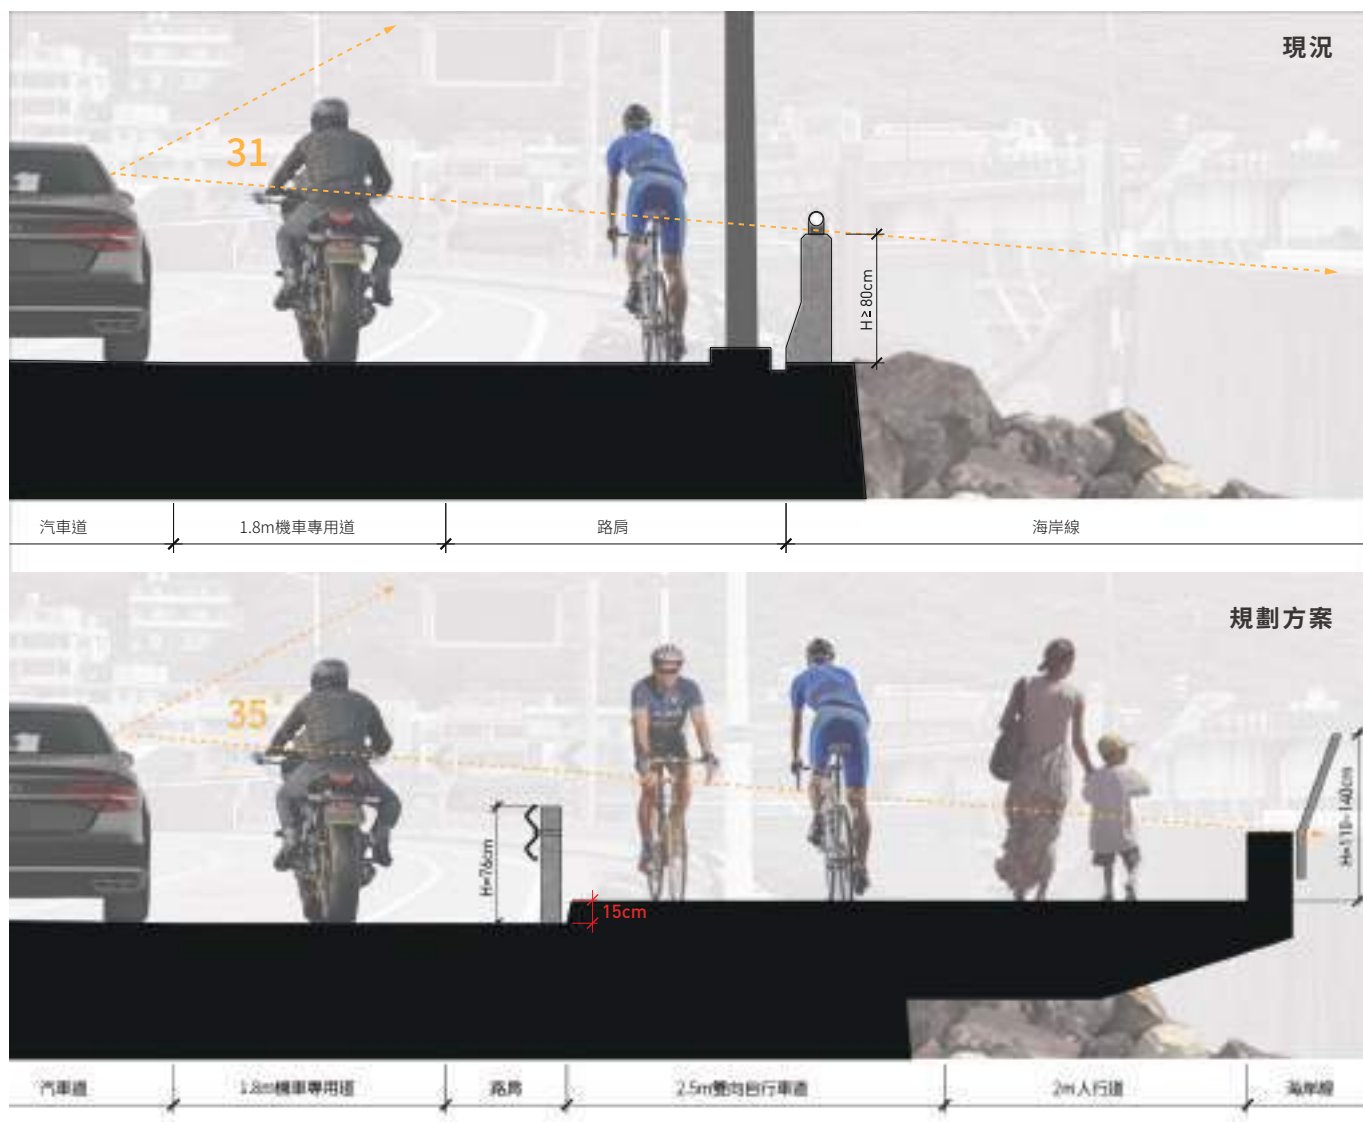 現況
31
H≥80cm
汽車道
1.8m機車專用道
路肩
海岸線
規劃方案
35°
H=76cm
15cm
H=110~140cm
汽車道
1.8m機車專用道
路肩
2.5m雙向自行車道
2m人行道
海岸線